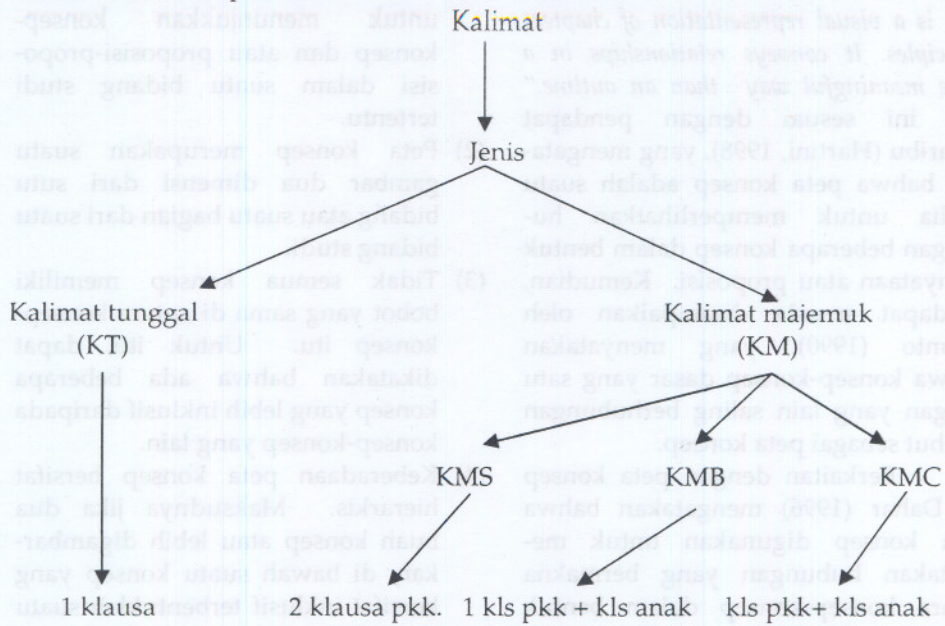 Kalimat
Jenis
Kalimat tunggal Kalimat majemuk
(KT) (KM)
KMS KMB KMC
1 klausa 2 klausa pkk. 1 kls pkk + kls anak kls pkk + kls anak